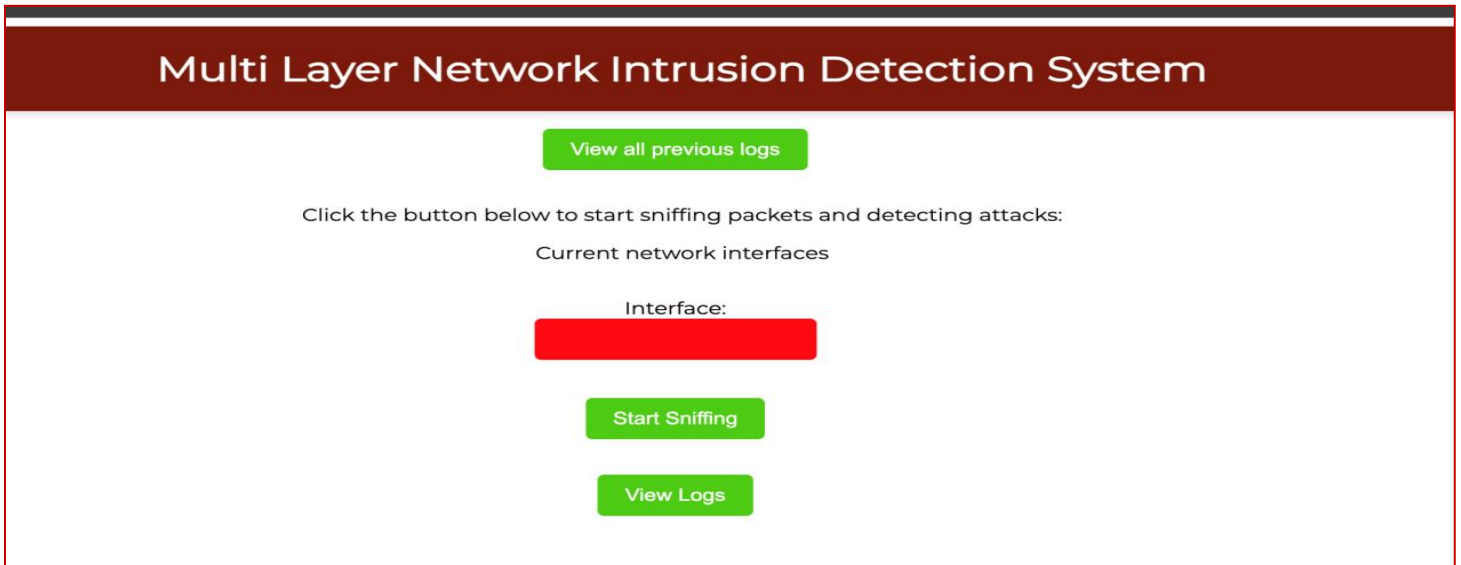 Multi Layer Network Intrusion Detection System
View all previous logs
Click the button below to start sniffing packets and detecting attacks:
Current network interfaces
Interface:
Start Sniffing
View Logs